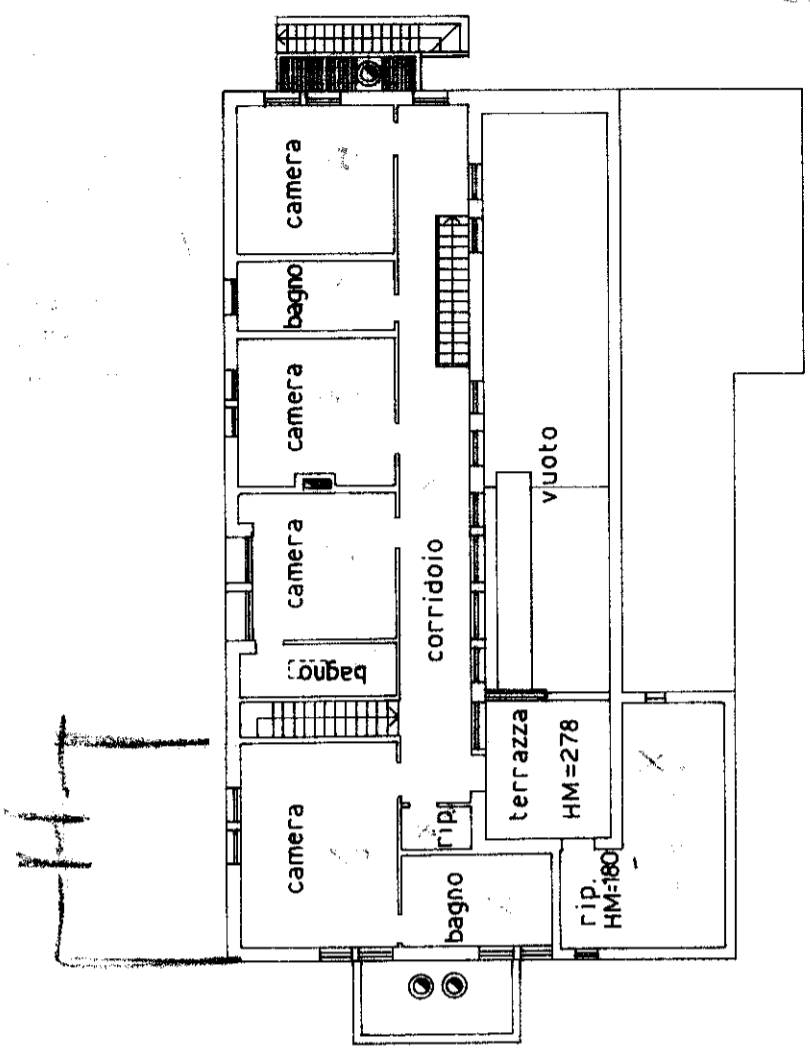 camera
bagno
camera
camera
bagno
camera
bagno
corridoio
rip.
vuoto
terrazza
HM=278
rip.
HM=180